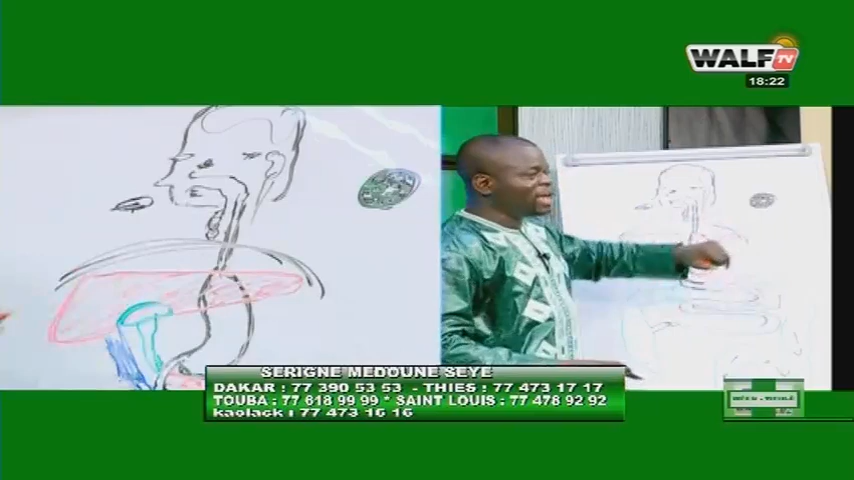 WALF TV
18:22
SERIGNE MEDOUNE SEYE
DAKAR : 77 390 53 53 - THIES : 77 473 17 17
TOUBA : 77 618 99 99 * SAINT LOUIS : 77 478 92 92
kaolack : 77 473 16 16